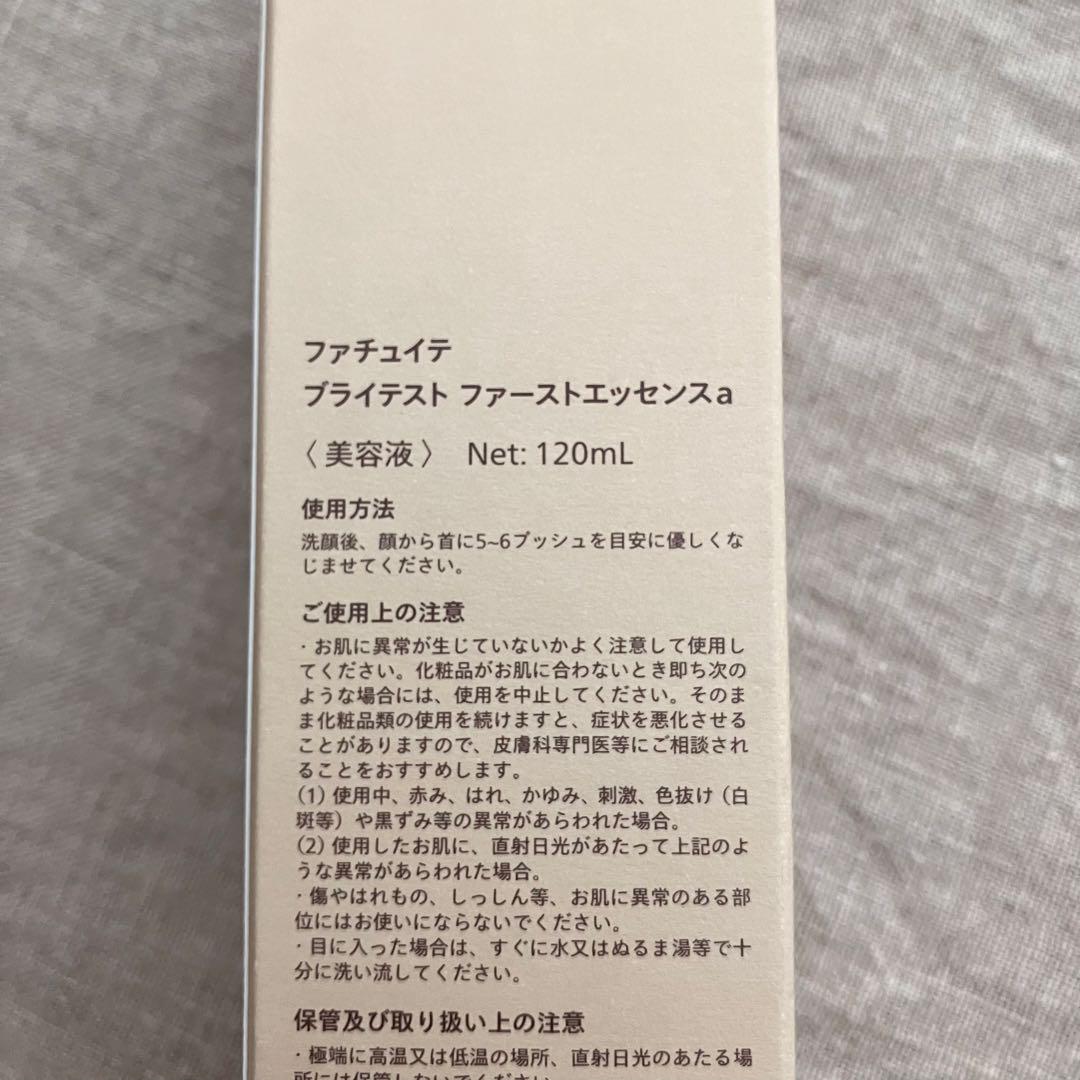 ファチュイテ
ブライテスト ファーストエッセンスa
〈美容液〉 Net: 120mL
使用方法
洗顔後、顔から首に5~6プッシュを目安に優しくな
じませてください。
ご使用上の注意
・お肌に異常が生じていないかよく注意して使用し
てください。化粧品がお肌に合わないとき即ち次の
ような場合には、使用を中止してください。そのま
ま化粧品類の使用を続けますと、症状を悪化させる
ことがありますので、皮膚科専門医等にご相談され
ることをおすすめします。
(1) 使用中、赤み、はれ、かゆみ、刺激、色抜け（白
斑等）や黒ずみ等の異常があらわれた場合。
(2) 使用したお肌に、直射日光があたって上記のよ
うな異常があらわれた場合。
・傷やはれもの、しっしん等、お肌に異常のある部
位にはお使いにならないでください。
・目に入った場合は、すぐに水又はぬるま湯等で十
分に洗い流してください。
保管及び取り扱い上の注意
・極端に高温又は低温の場所、直射日光のあたる場
所には保管しないでください。